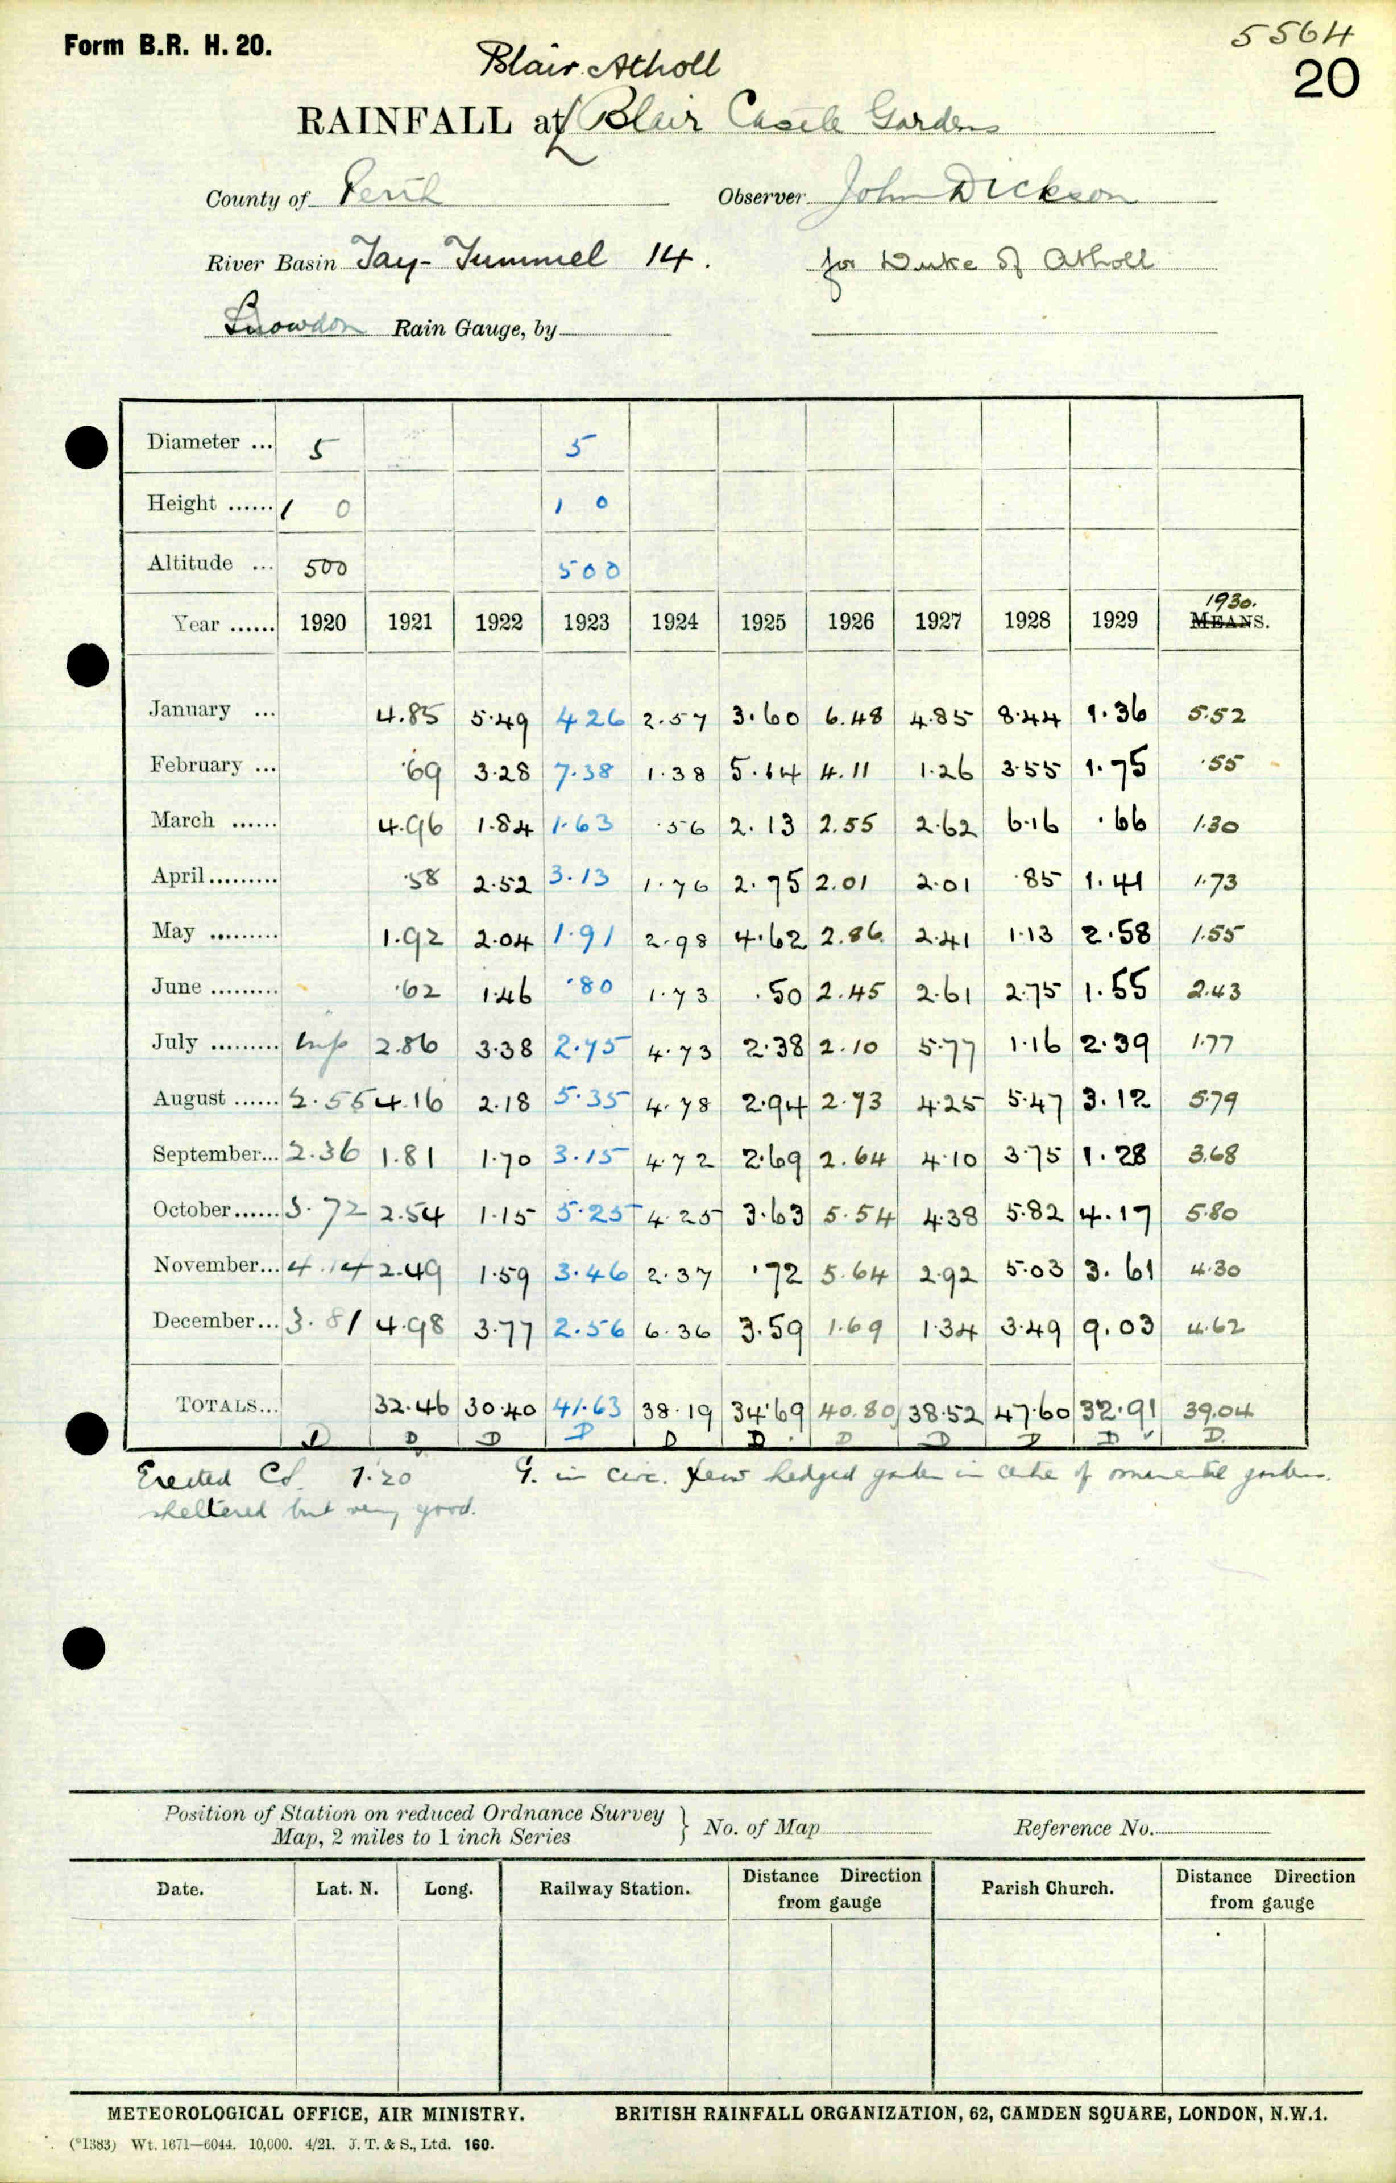 Form B.R. H. 20.
5564
20
Blair Atholl
RAINFALL at Blair Castle Gardens
County of Perth Observer John Dickson
River Basin Tay-Tummel 14. for Duke of Atholl
Snowdon Rain Gauge, by
Diameter ... 5 5
Height ...... 1 0 1 0
Altitude ... 500 500
1930.
Year ...... 1920 1921 1922 1923 1924 1925 1926 1927 1928 1929 MEANS.
January ... 4.85 5.49 4 26 2.57 3.60 6.48 4.85 8.44 1.36 5.52
February ... .69 3.28 7.38 1.38 5.14 4.11 1.26 3.55 1.75 .55
March ...... 4.96 1.84 1.63 .56 2.13 2.55 2.62 6.16 .66 1.30
April......... .58 2.52 3.13 1.76 2.75 2.01 2.01 .85 1.41 1.73
May ......... 1.92 2.04 1.91 2.98 4.62 2.86 2.41 1.13 2.58 1.55
June ......... .62 1.46 .80 1.73 .50 2.45 2.61 2.75 1.55 2.43
July ......... 2.86 3.38 2.75 4.73 2.38 2.10 5.77 1.16 2.39 1.77
August ...... 2.55 4.16 2.18 5.35 4.78 2.94 2.73 4.25 5.47 3.12 5.79
September... 2.36 1.81 1.70 3.15 4.72 2.69 2.64 4.10 3.75 1.28 3.68
October...... 3.72 2.54 1.15 5.25 4.25 3.63 5.54 4.38 5.82 4.17 5.80
November... 4.14 2.49 1.59 3.46 2.37 .72 5.64 2.92 5.03 3.61 4.30
December... 3.81 4.98 3.77 2.56 6.36 3.59 1.69 1.34 3.49 9.03 4.62
TOTALS... 32.46 30.40 41.63 38.19 34.69 40.80 38.52 47.60 32.91 39.04
D D D D D D D D D D D.
Erected Cd. 7.20 G. in circ. yew hedged garden in centre of ornamental gardens.
sheltered but very good.
Position of Station on reduced Ordnance Survey
Map, 2 miles to 1 inch Series } No. of Map Reference No.
Date. Lat. N. Long. Railway Station. Distance Direction from gauge Parish Church. Distance Direction from gauge
METEOROLOGICAL OFFICE, AIR MINISTRY. BRITISH RAINFALL ORGANIZATION, 62, CAMDEN SQUARE, LONDON, N.W.1.
(*1383) Wt. 1671—6044. 10,000. 4/21. J. T. & S., Ltd. 160.